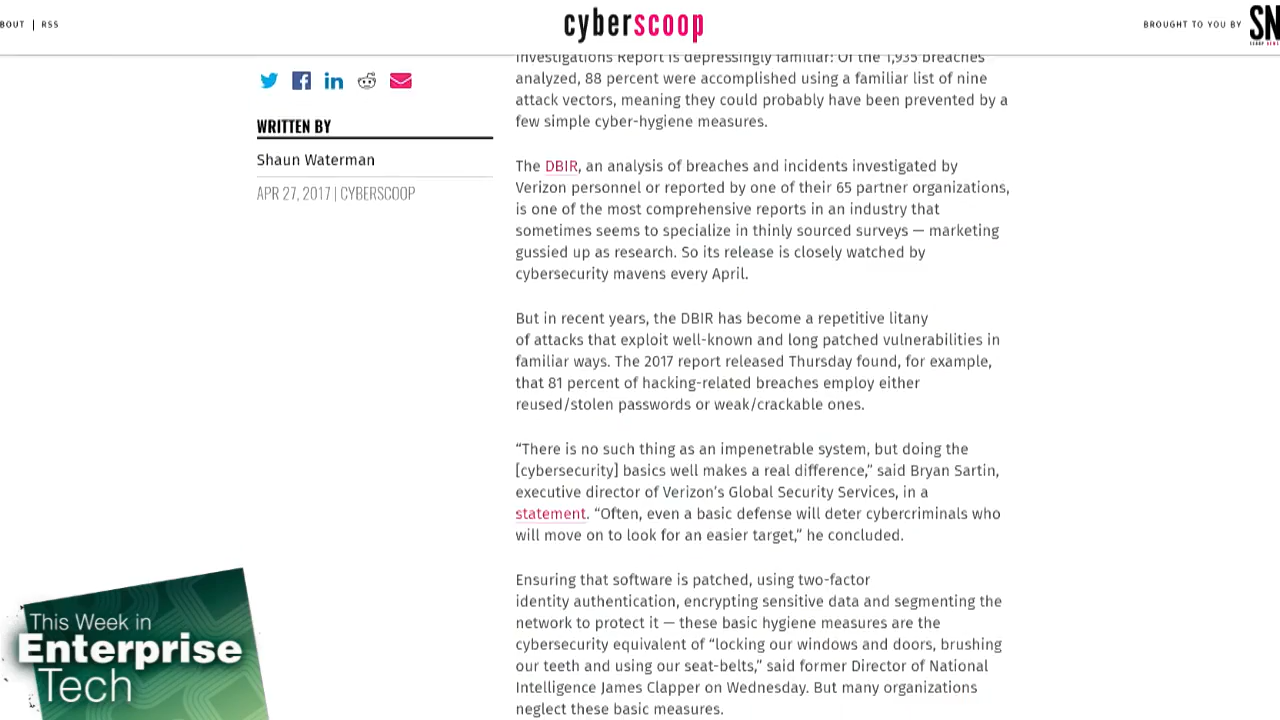 BOUT | RSS
cyberscoop
BROUGHT TO YOU BY SN
SCOOP NEWS
Investigations Report is depressingly familiar: Of the 1,935 breaches
analyzed, 88 percent were accomplished using a familiar list of nine
attack vectors, meaning they could probably have been prevented by a
few simple cyber-hygiene measures.
WRITTEN BY
Shaun Waterman
APR 27, 2017 | CYBERSCOOP
The DBIR, an analysis of breaches and incidents investigated by
Verizon personnel or reported by one of their 65 partner organizations,
is one of the most comprehensive reports in an industry that
sometimes seems to specialize in thinly sourced surveys — marketing
gussied up as research. So its release is closely watched by
cybersecurity mavens every April.
But in recent years, the DBIR has become a repetitive litany
of attacks that exploit well-known and long patched vulnerabilities in
familiar ways. The 2017 report released Thursday found, for example,
that 81 percent of hacking-related breaches employ either
reused/stolen passwords or weak/crackable ones.
“There is no such thing as an impenetrable system, but doing the
[cybersecurity] basics well makes a real difference,” said Bryan Sartin,
executive director of Verizon’s Global Security Services, in a
statement. “Often, even a basic defense will deter cybercriminals who
will move on to look for an easier target,” he concluded.
Ensuring that software is patched, using two-factor
identity authentication, encrypting sensitive data and segmenting the
network to protect it — these basic hygiene measures are the
cybersecurity equivalent of “locking our windows and doors, brushing
our teeth and using our seat-belts,” said former Director of National
Intelligence James Clapper on Wednesday. But many organizations
neglect these basic measures.
This Week in
Enterprise
Tech